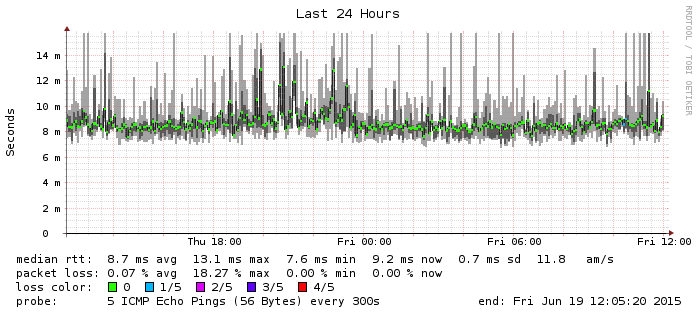 Last 24 Hours
RRDTOOL / TOBI OETIKER
Seconds
14 m
12 m
10 m
8 m
6 m
4 m
2 m
0
Thu 18:00 Fri 00:00 Fri 06:00 Fri 12:00
median rtt: 8.7 ms avg 13.1 ms max 7.6 ms min 9.2 ms now 0.7 ms sd 11.8 am/s
packet loss: 0.07 % avg 18.27 % max 0.00 % min 0.00 % now
loss color: 0 1/5 2/5 3/5 4/5
probe: 5 ICMP Echo Pings (56 Bytes) every 300s end: Fri Jun 19 12:05:20 2015